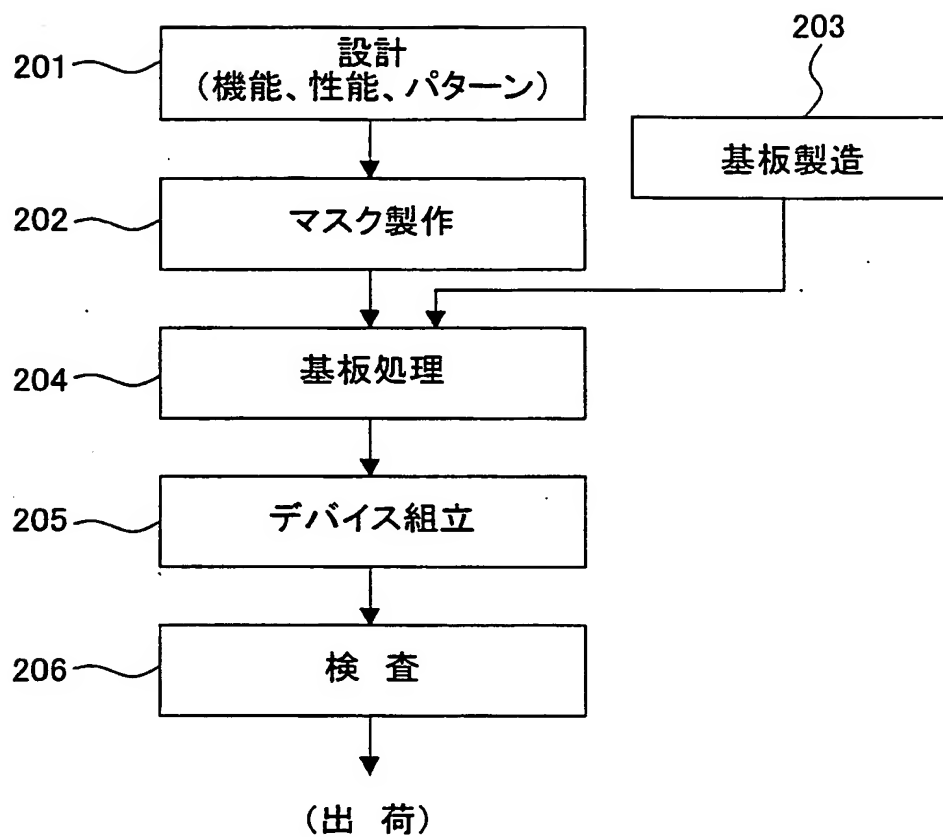 201
設計
(機能、性能、パターン)
203
基板製造
202
マスク製作
204
基板処理
205
デバイス組立
206
検 査
(出 荷)